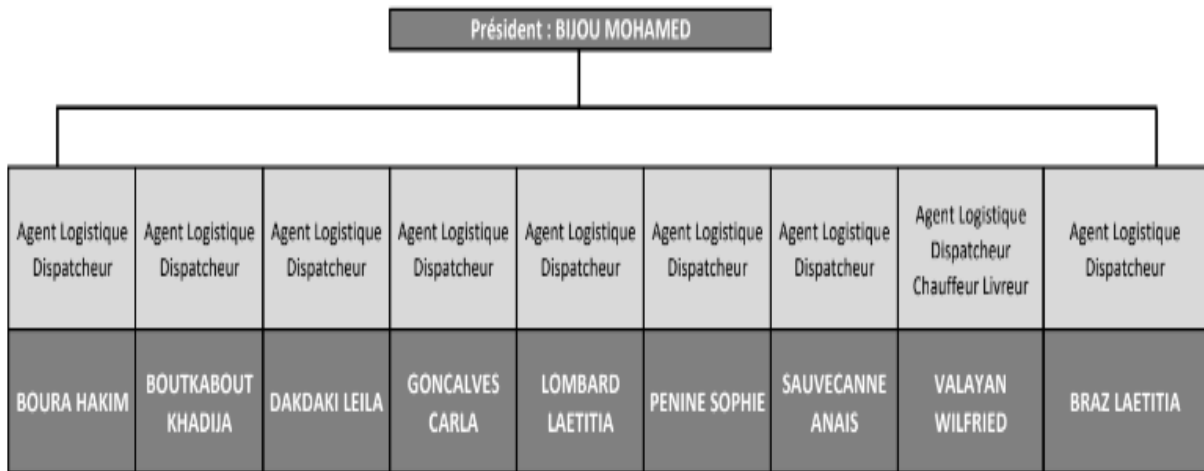 Président : BIJOU MOHAMED
Agent Logistique
Dispatcheur
Agent Logistique
Dispatcheur
Agent Logistique
Dispatcheur
Agent Logistique
Dispatcheur
Agent Logistique
Dispatcheur
Agent Logistique
Dispatcheur
Agent Logistique
Dispatcheur
Agent Logistique
Dispatcheur
Chauffeur Livreur
Agent Logistique
Dispatcheur
BOURA HAKIM
BOUTKABOUT
KHADIJA
DAKDAKI LEILA
GONCALVES
CARLA
LOMBARD
LAETITIA
PENINE SOPHIE
SAUVECANNE
ANAIS
VALAYAN
WILFRIED
BRAZ LAETITIA